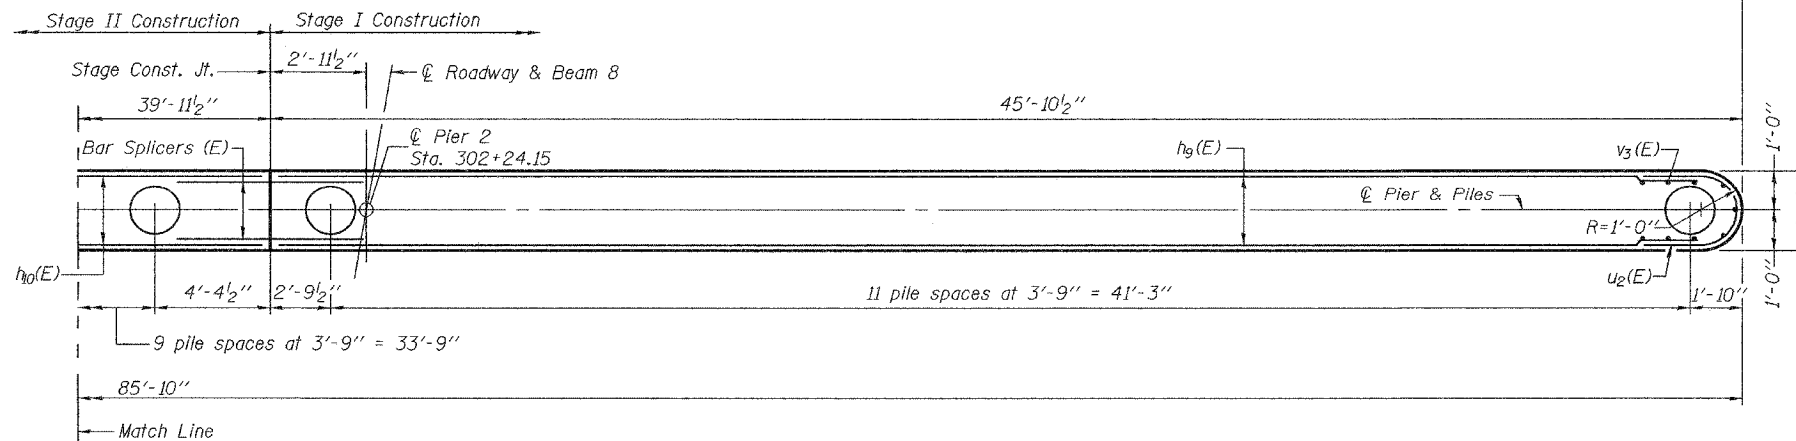 Stage II Construction
Stage I Construction
2'-11½"
Stage Const. Jt.
℄ Roadway & Beam 8
39'-11½"
45'-10½"
1'-0"
Bar Splicers (E)
℄ Pier 2
Sta. 302+24.15
h9(E)
v3(E)
℄ Pier & Piles
R=1'-0"
h10(E)
u2(E)
4'-4½"
2'-9½"
11 pile spaces at 3'-9" = 41'-3"
1'-10"
1'-0"
9 pile spaces at 3'-9" = 33'-9"
85'-10"
Match Line